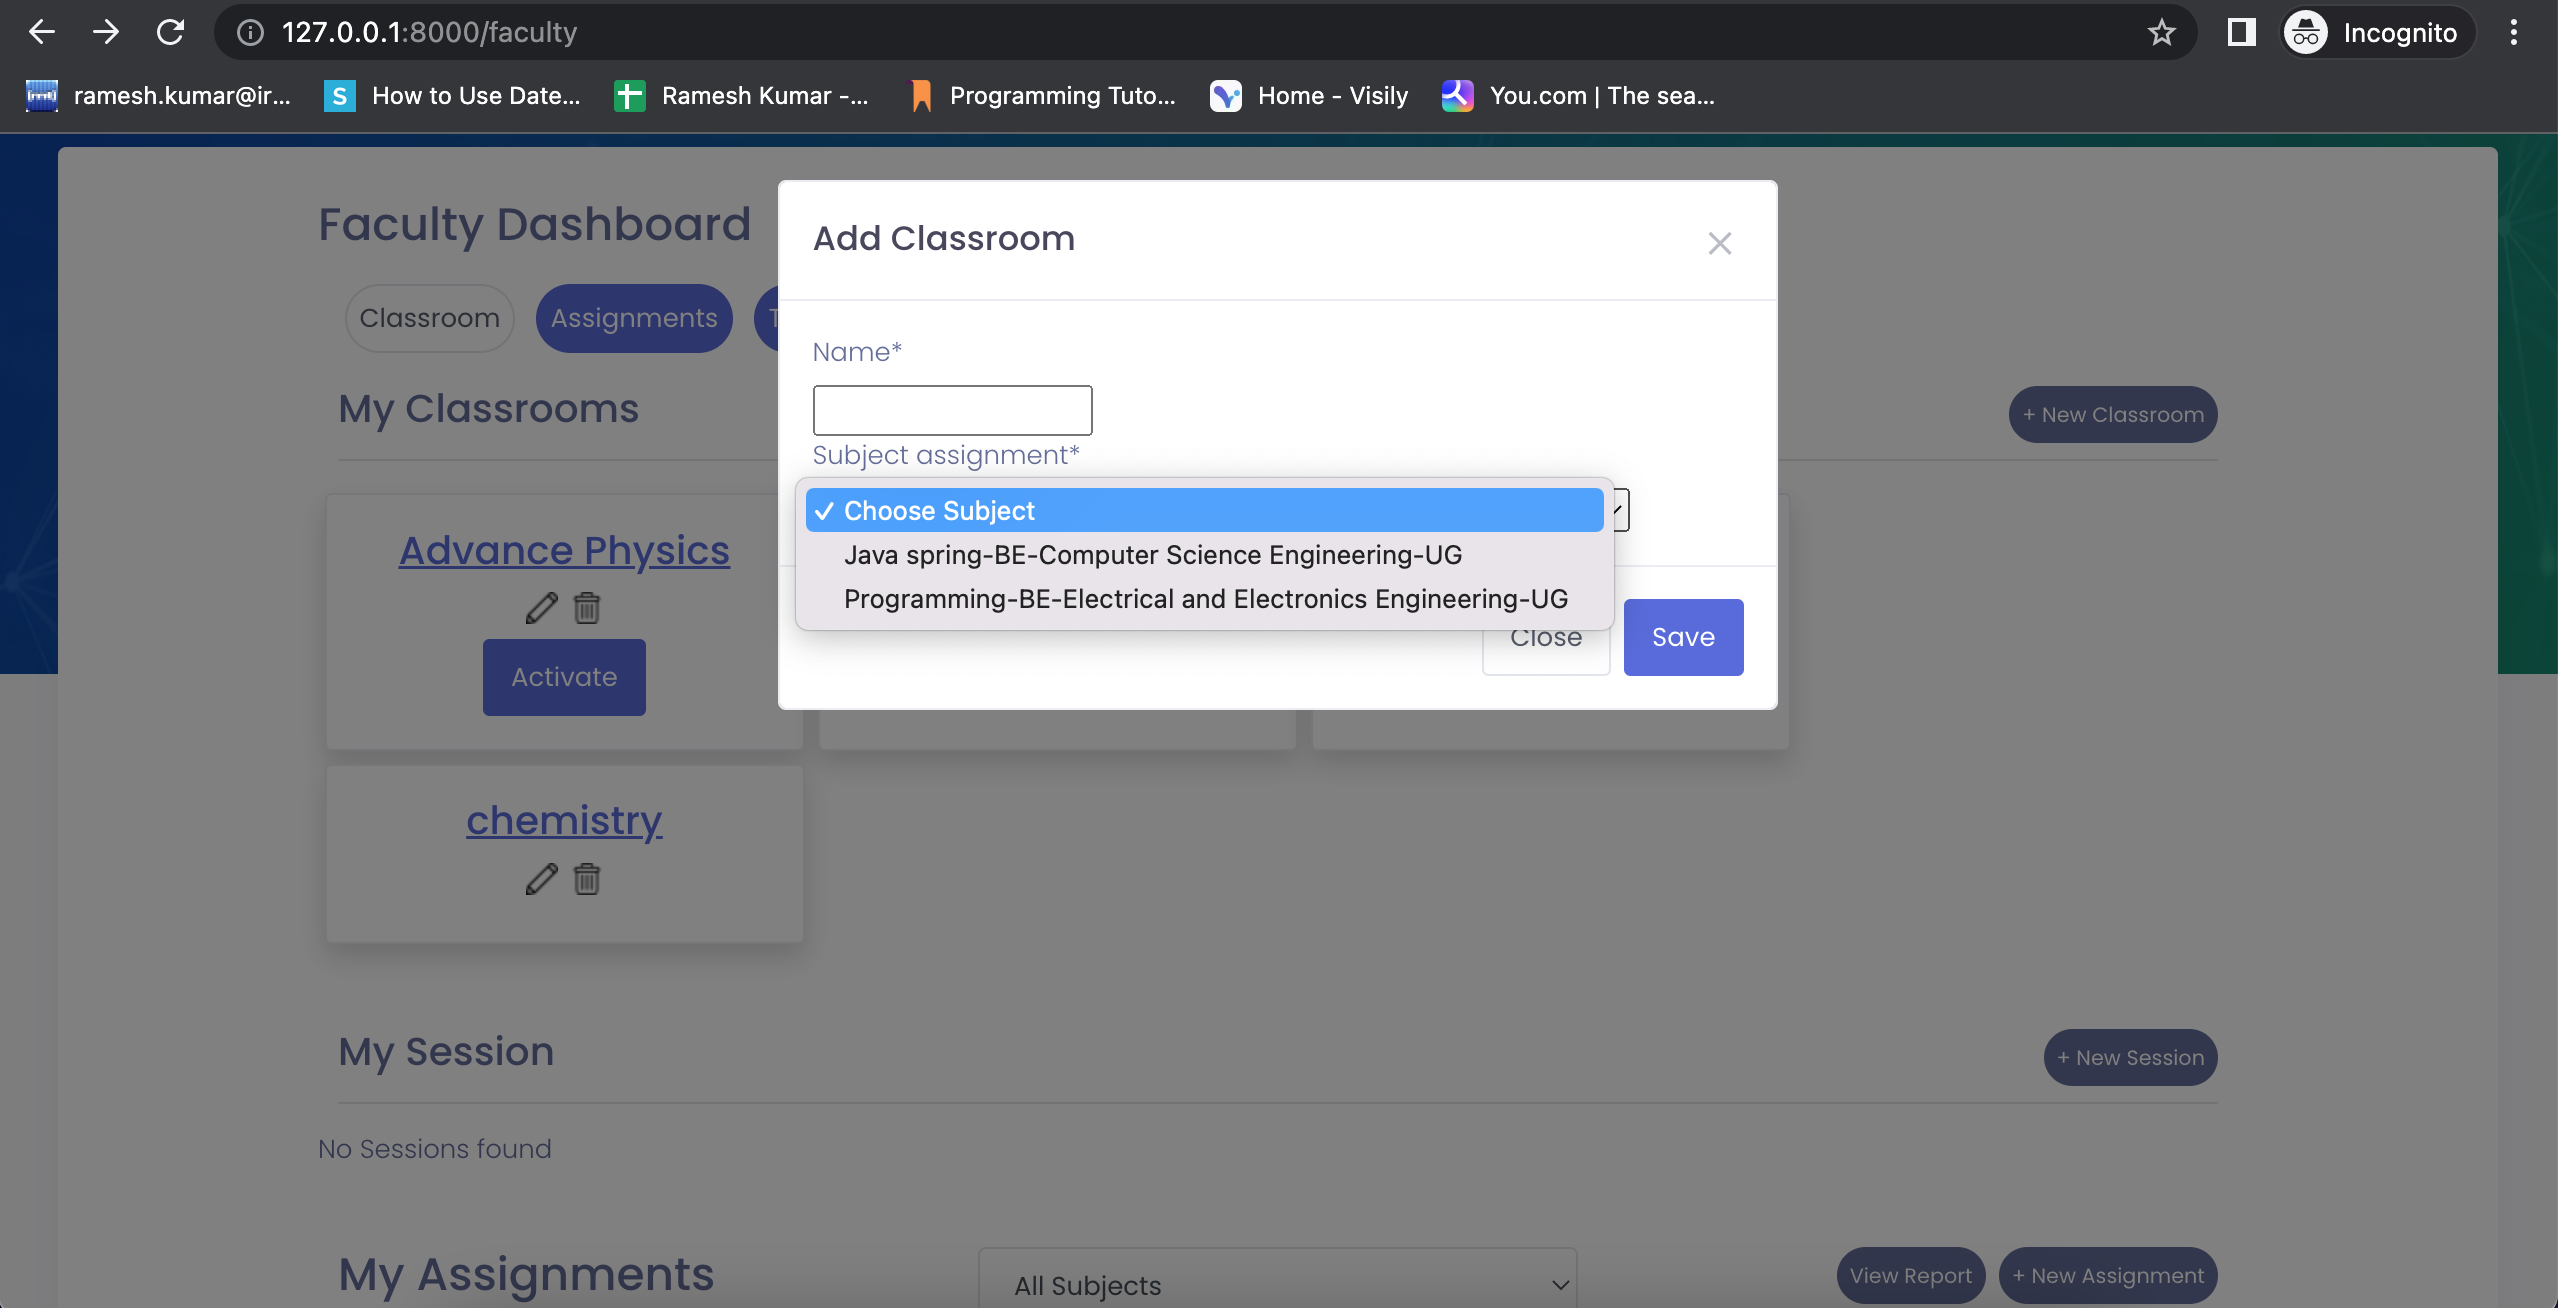 127.0.0.1:8000/faculty
Incognito
ramesh.kumar@ir...
S
How to Use Date...
Ramesh Kumar -...
Programming Tuto...
Home - Visily
You.com | The sea...
Faculty Dashboard
Classroom
Assignments
T
My Classrooms
+ New Classroom
Add Classroom
Name*
Subject assignment*
✓ Choose Subject
Java spring-BE-Computer Science Engineering-UG
Programming-BE-Electrical and Electronics Engineering-UG
Close
Save
Advance Physics
Activate
chemistry
My Session
+ New Session
No Sessions found
My Assignments
All Subjects
View Report
+ New Assignment